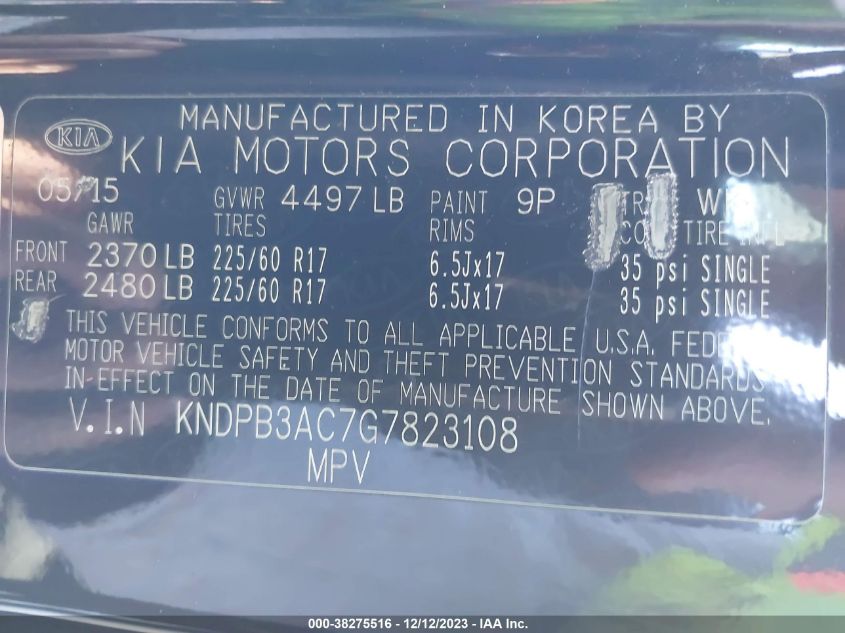 MANUFACTURED IN KOREA BY
KIA KIA MOTORS CORPORATION
05/15 GVWR 4497 LB PAINT 9P TR
GAWR TIRES RIMS TIRE
FRONT 2370 LB 225/60 R17 6.5Jx17 35 psi SINGLE
REAR 2480 LB 225/60 R17 6.5Jx17 35 psi SINGLE
THIS VEHICLE CONFORMS TO ALL APPLICABLE U.S.A.
MOTOR VEHICLE SAFETY AND THEFT PREVENTION STANDARDS
IN EFFECT ON THE DATE OF MANUFACTURE SHOWN ABOVE.
V.I.N KNDPB3AC7G7823108
MPV
000-38275516 - 12/12/2023 - IAA Inc.